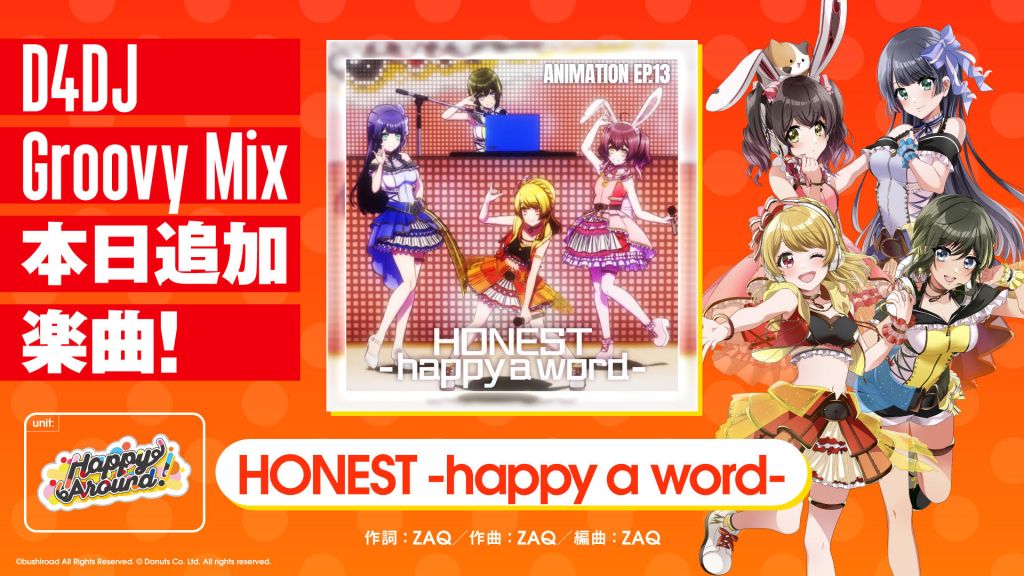 D4DJ
Groovy Mix
本日追加
楽曲!
ANIMATION EP.13
HONEST
-happy a word-
unit:
Happy
Around!
HONEST -happy a word-
作詞：ZAQ／作曲：ZAQ／編曲：ZAQ
©bushiroad All Rights Reserved. © Donuts Co. Ltd. All rights reserved.